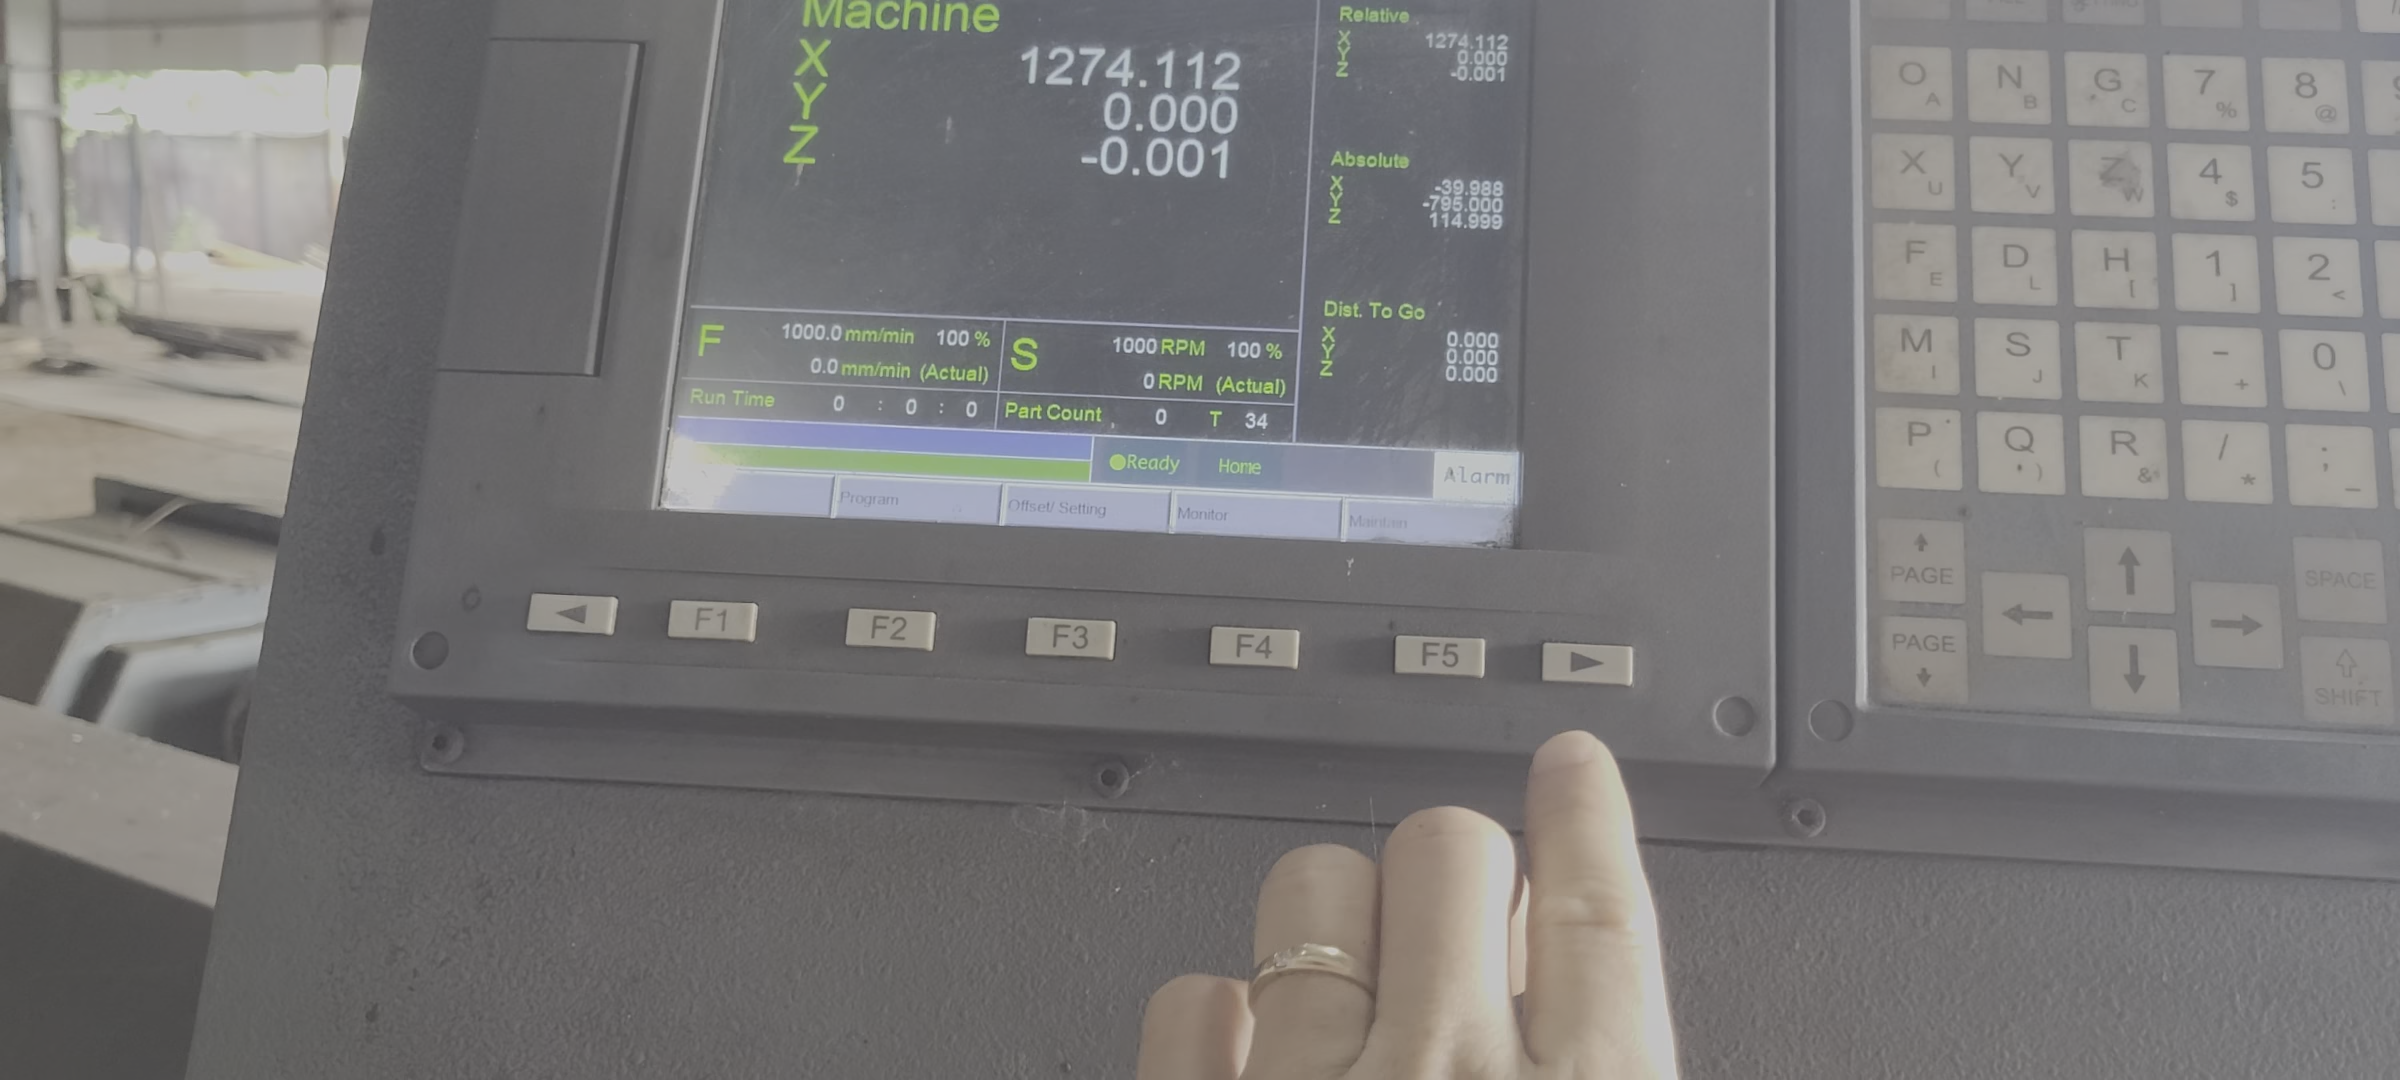 Machine
X 1274.112
Y 0.000
Z -0.001
Relative
X 1274.112
Y 0.000
Z -0.001
Absolute
X -39.988
Y -795.000
Z 114.999
Dist. To Go
X 0.000
Y 0.000
Z 0.000
F 1000.0 mm/min 100 %
0.0 mm/min (Actual)
S 1000 RPM 100 %
0 RPM (Actual)
Run Time 0 : 0 : 0
Part Count 0 T 34
Ready Home Alarm
Program Offset/ Setting Monitor Maintain
F1 F2 F3 F4 F5
O A N B G C 7 % 8 @
X U Y V Z W 4 $ 5 :
F E D L H [ 1 ] 2 <
M I S J T K - + 0 \
P ( Q ) R & / * ; _
PAGE SPACE
PAGE SHIFT